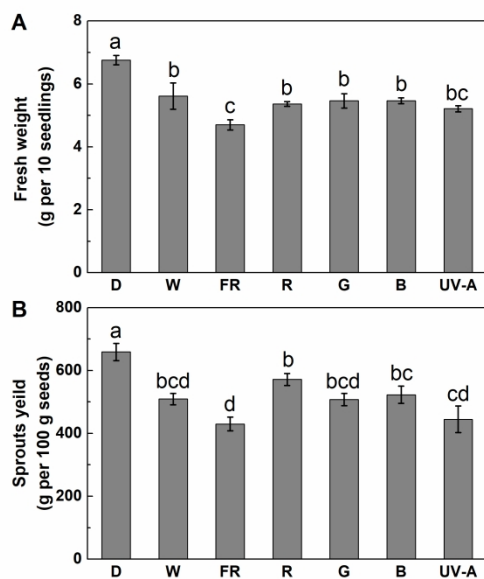 A
a
b
c
b
b
b
bc
8
6
4
2
0
Fresh weight
(g per 10 seedlings)
D W FR R G B UV-A
B
a
bcd
d
b
bcd
bc
cd
800
600
400
200
0
Sprouts yeild
(g per 100 g seeds)
D W FR R G B UV-A